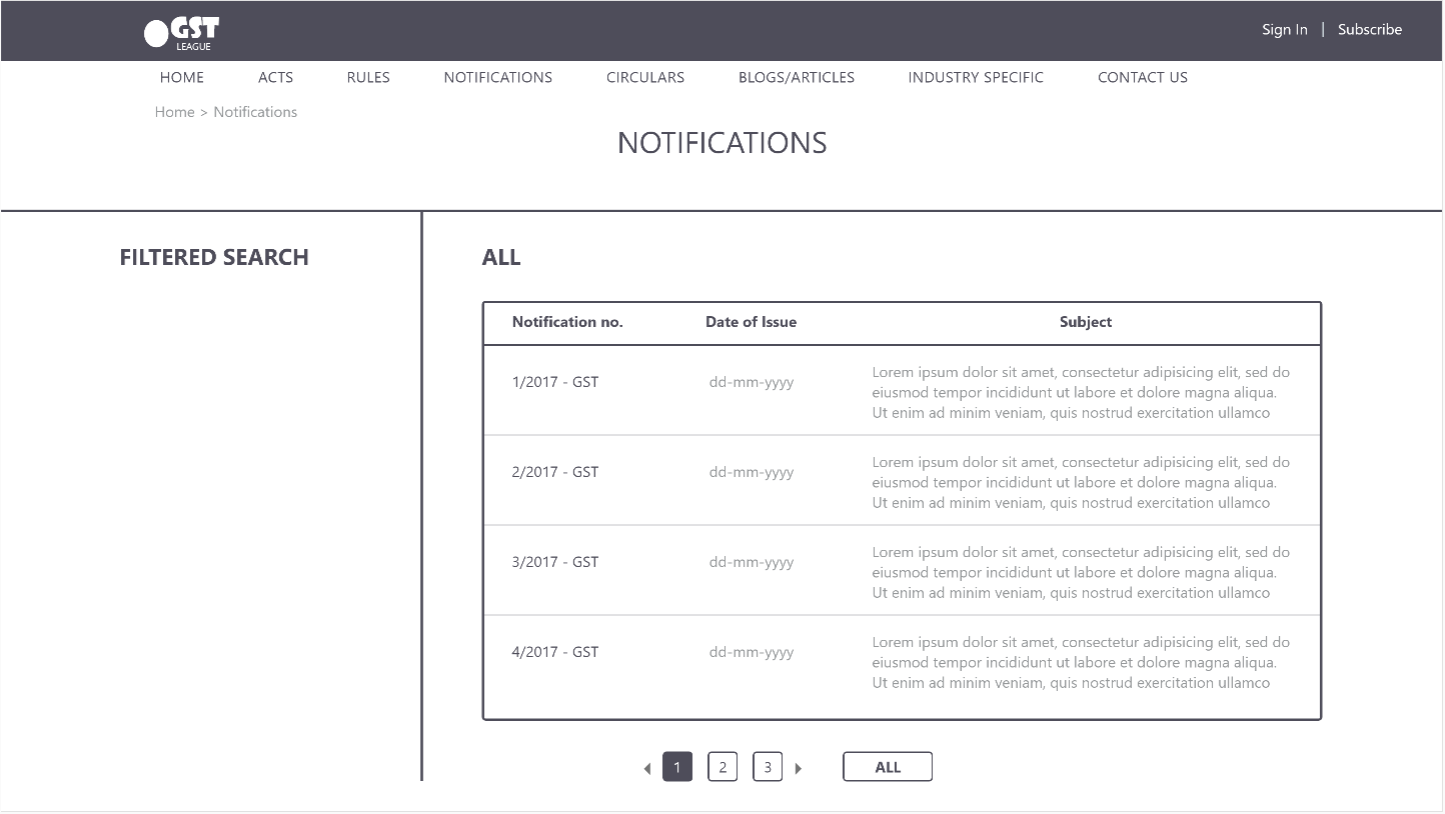 GST
LEAGUE
Sign In | Subscribe
HOME ACTS RULES NOTIFICATIONS CIRCULARS BLOGS/ARTICLES INDUSTRY SPECIFIC CONTACT US
Home > Notifications
NOTIFICATIONS
FILTERED SEARCH
ALL
Notification no. Date of Issue Subject
1/2017 - GST dd-mm-yyyy
Lorem ipsum dolor sit amet, consectetur adipisicing elit, sed do
eiusmod tempor incididunt ut labore et dolore magna aliqua.
Ut enim ad minim veniam, quis nostrud exercitation ullamco
2/2017 - GST dd-mm-yyyy
Lorem ipsum dolor sit amet, consectetur adipisicing elit, sed do
eiusmod tempor incididunt ut labore et dolore magna aliqua.
Ut enim ad minim veniam, quis nostrud exercitation ullamco
3/2017 - GST dd-mm-yyyy
Lorem ipsum dolor sit amet, consectetur adipisicing elit, sed do
eiusmod tempor incididunt ut labore et dolore magna aliqua.
Ut enim ad minim veniam, quis nostrud exercitation ullamco
4/2017 - GST dd-mm-yyyy
Lorem ipsum dolor sit amet, consectetur adipisicing elit, sed do
eiusmod tempor incididunt ut labore et dolore magna aliqua.
Ut enim ad minim veniam, quis nostrud exercitation ullamco
1 2 3 ALL